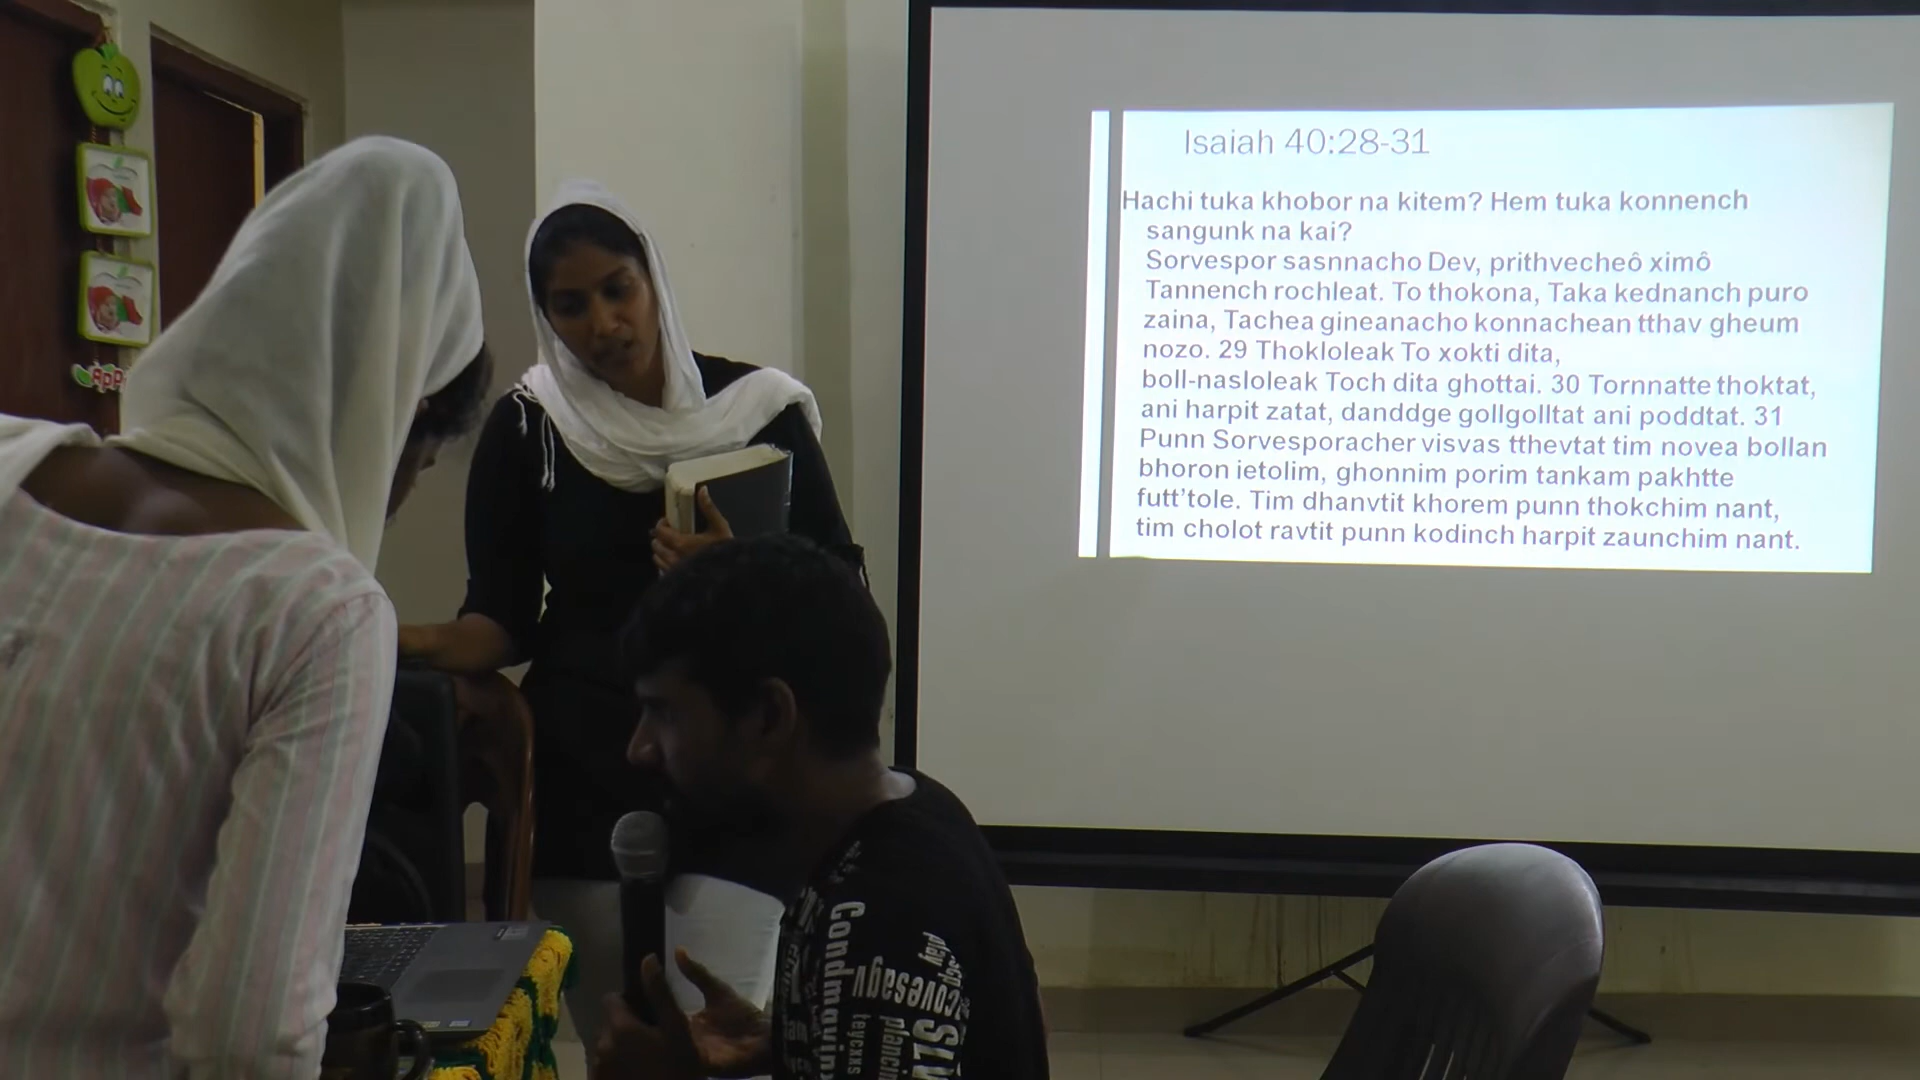 Isaiah 40:28-31
Hachi tuka khobor na kitem? Hem tuka konnench
sangunk na kai?
Sorvespor sasnnacho Dev, prithvecheô ximô
Tannench rochleat. To thokona, Taka kednanch puro
zaina, Tachea gineanacho konnachean tthav gheum
nozo. 29 Thokloleak To xokti dita,
boll-nasloleak Toch dita ghottai. 30 Tornnatte thoktat,
ani harpit zatat, danddge gollgolltat ani poddtat. 31
Punn Sorvesporacher visvas tthevtat tim novea bollan
bhoron ietolim, ghonnim porim tankam pakhtte
futt'tole. Tim dhanvtit khorem punn thokchim nant,
tim cholot ravtit punn kodinch harpit zaunchim nant.